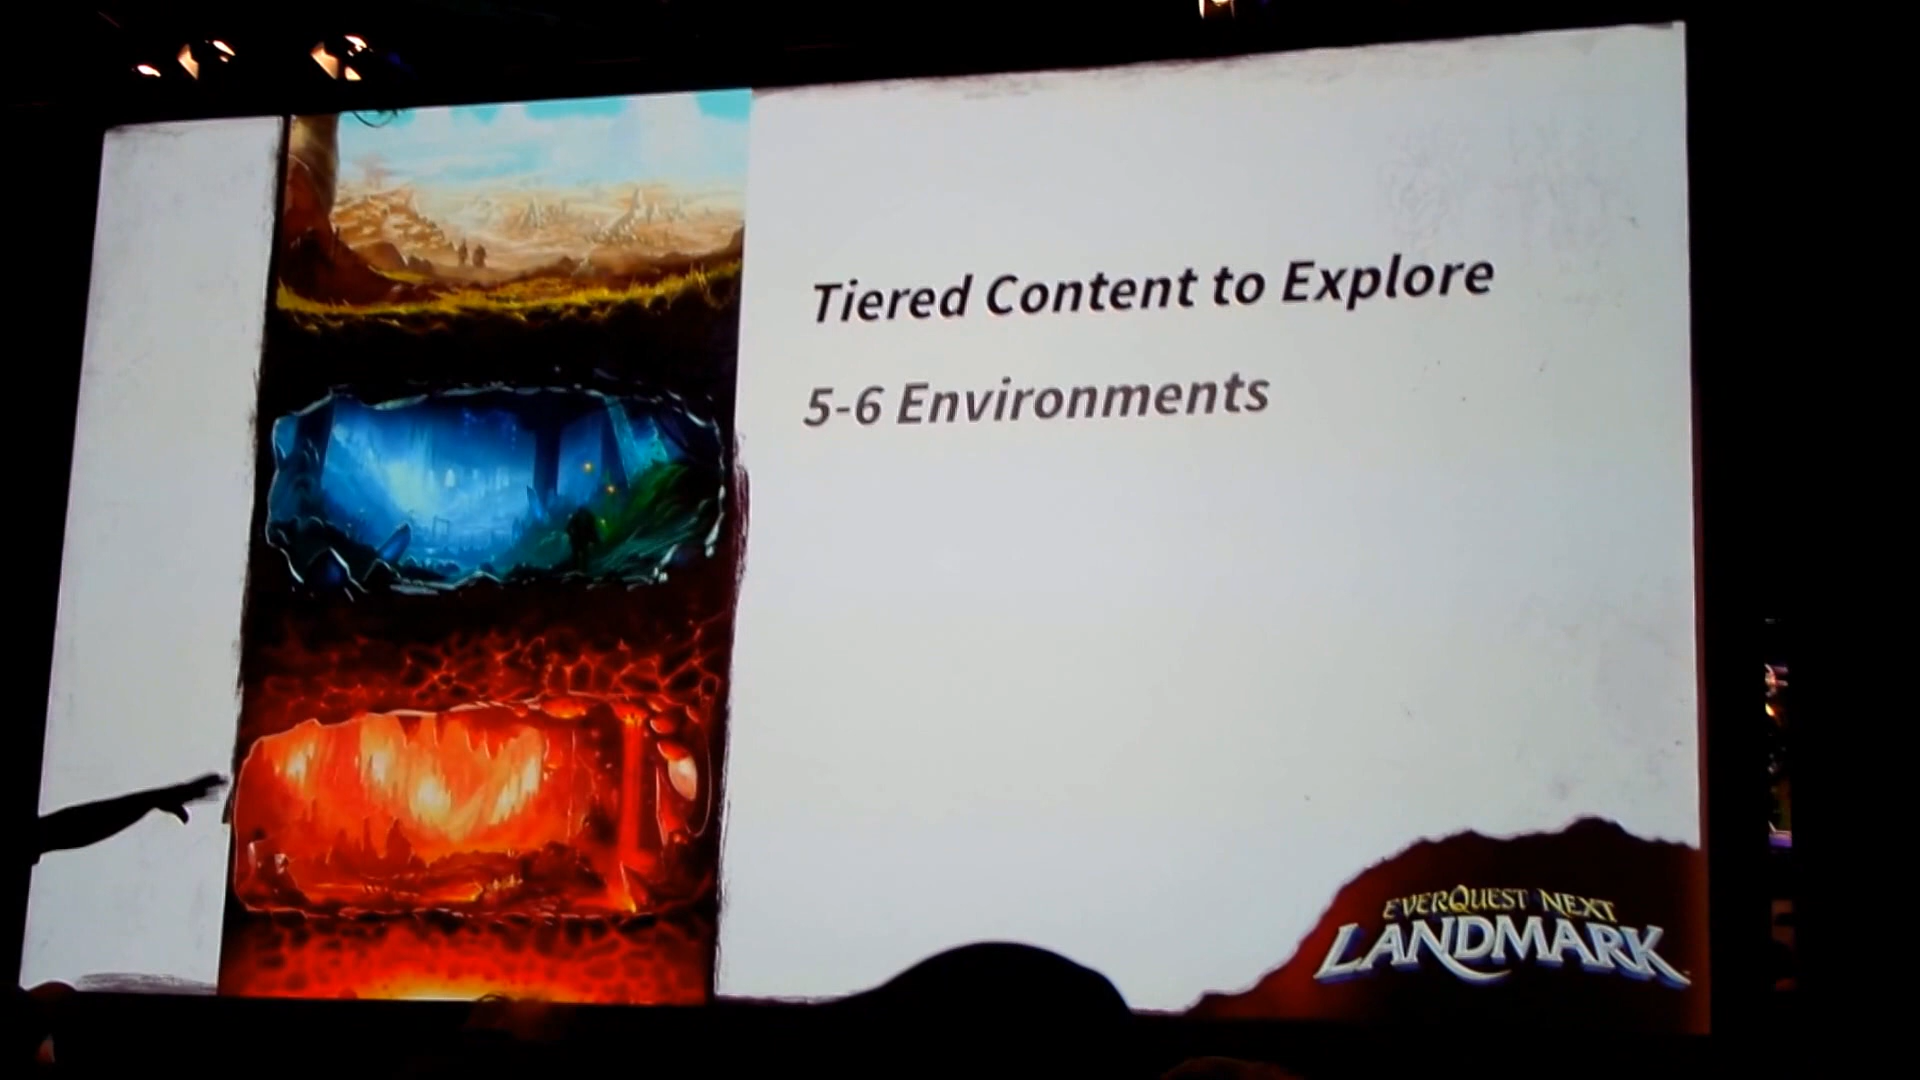 Tiered Content to Explore
5-6 Environments
EVERQUEST NEXT
LANDMARK